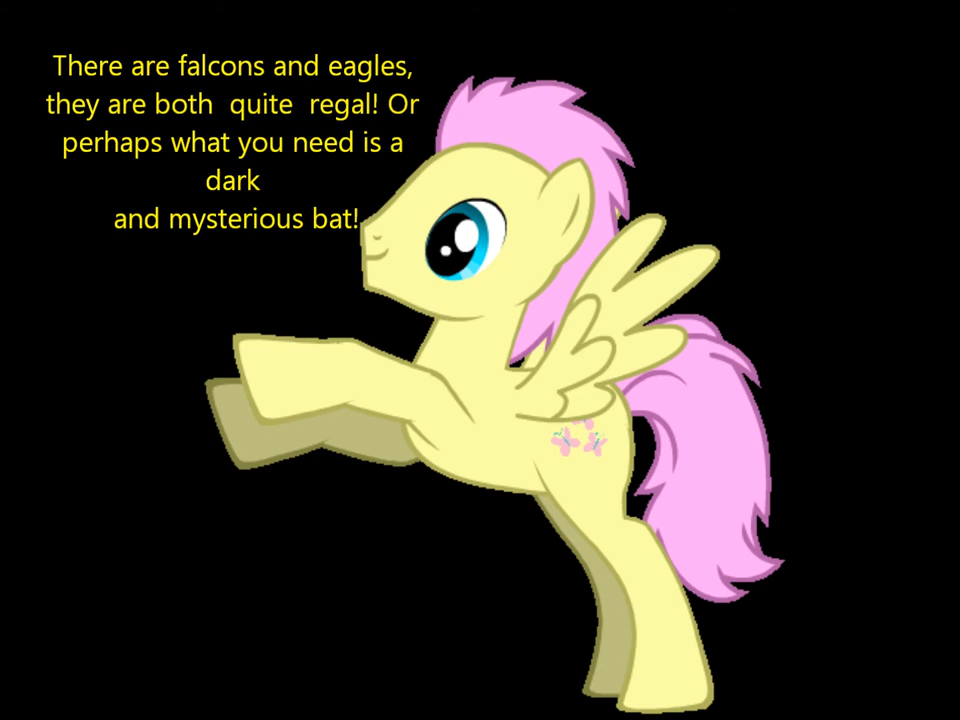 There are falcons and eagles,
they are both  quite  regal! Or
perhaps what you need is a
dark
and mysterious bat!